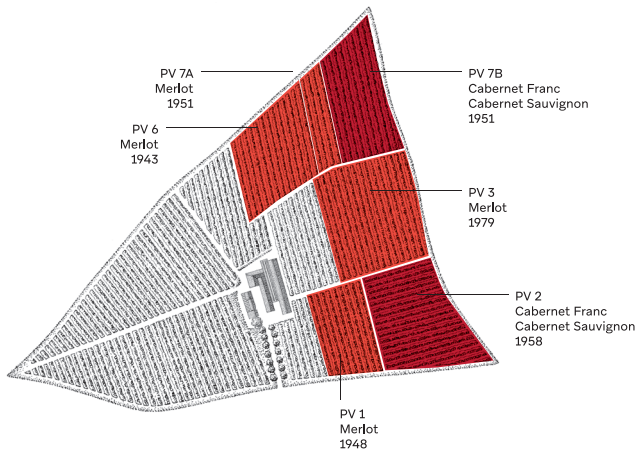 PV 7A
Merlot
1951
PV 6
Merlot
1943
PV 7B
Cabernet Franc
Cabernet Sauvignon
1951
PV 3
Merlot
1979
PV 2
Cabernet Franc
Cabernet Sauvignon
1958
PV 1
Merlot
1948